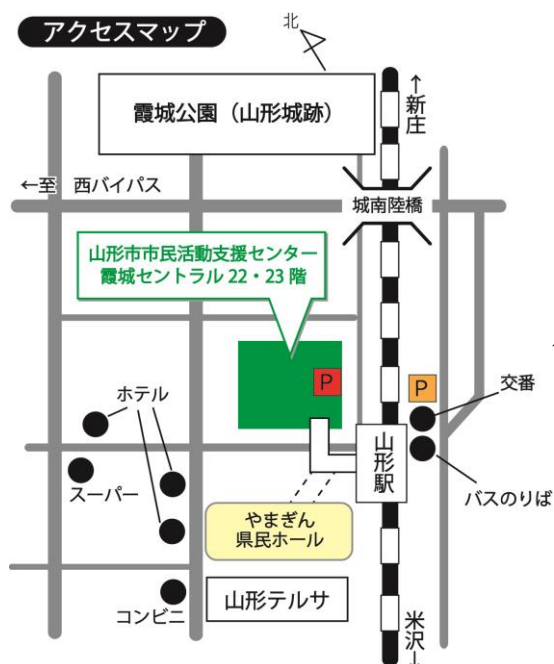 アクセスマップ
北
霞城公園（山形城跡）
↑新庄
←至　西バイパス
城南陸橋
山形市市民活動支援センター
霞城セントラル 22・23 階
P
P
交番
ホテル
山形駅
スーパー
バスのりば
やまぎん
県民ホール
山形テルサ
コンビニ
米沢↓